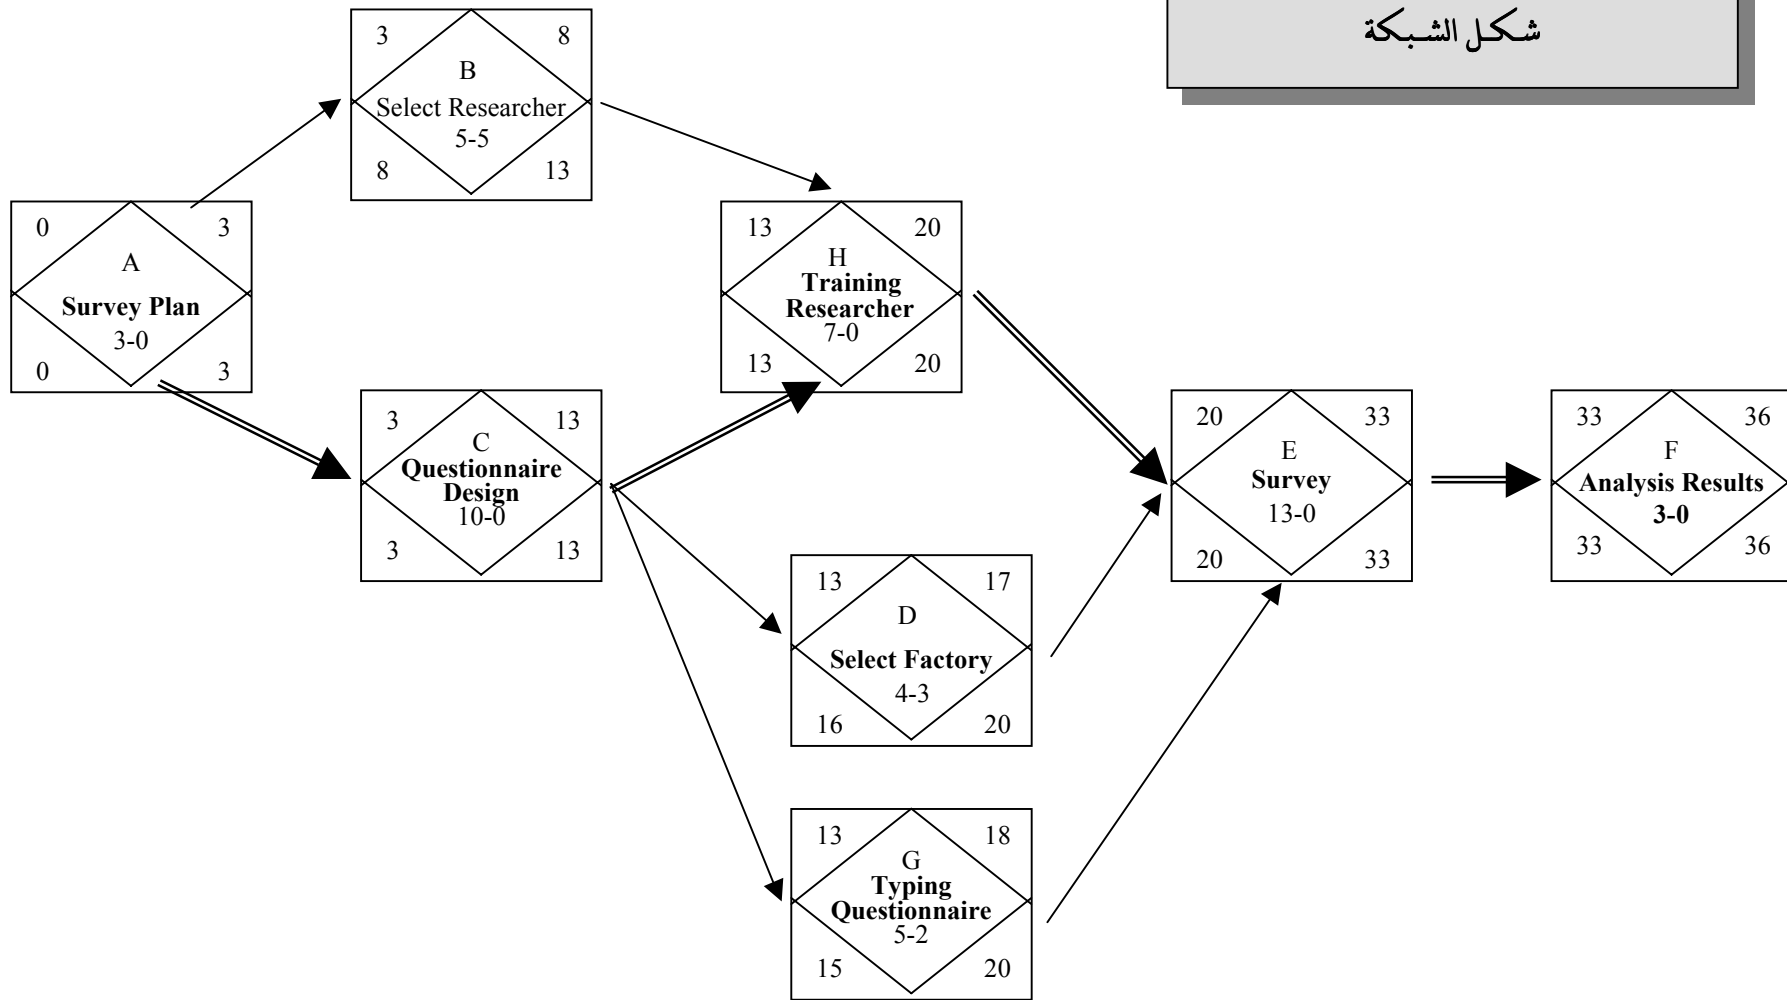 شكل الشبكة
3 8
B
Select Researcher
5-5
8 13
0 3
A
Survey Plan
3-0
0 3
13 20
H
Training
Researcher
7-0
13 20
3 13
C
Questionnaire
Design
10-0
3 13
20 33
E
Survey
13-0
20 33
33 36
F
Analysis Results
3-0
33 36
13 17
D
Select Factory
4-3
16 20
13 18
G
Typing
Questionnaire
5-2
15 20